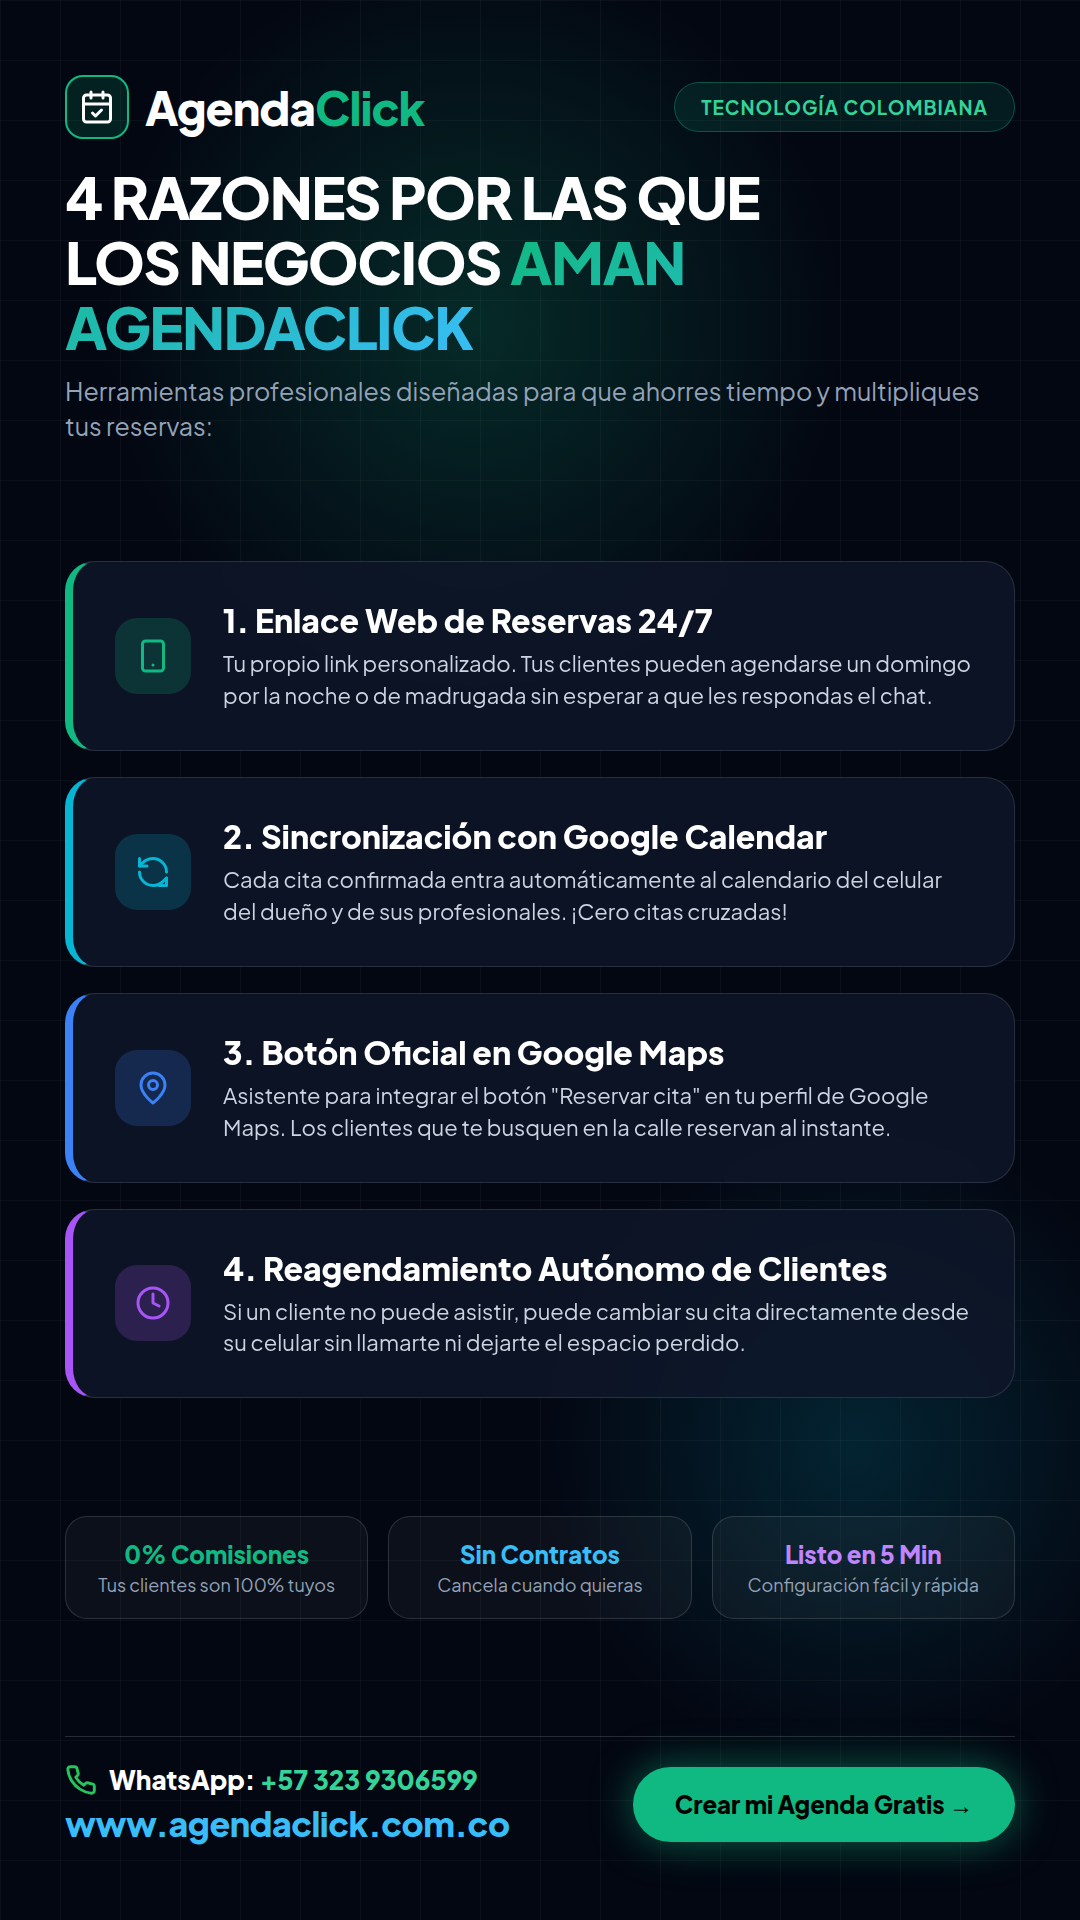 AgendaClick
TECNOLOGÍA COLOMBIANA
4 RAZONES POR LAS QUE
LOS NEGOCIOS AMAN
AGENDACLICK
Herramientas profesionales diseñadas para que ahorres tiempo y multipliques
tus reservas:
1. Enlace Web de Reservas 24/7
Tu propio link personalizado. Tus clientes pueden agendarse un domingo
por la noche o de madrugada sin esperar a que les respondas el chat.
2. Sincronización con Google Calendar
Cada cita confirmada entra automáticamente al calendario del celular
del dueño y de sus profesionales. ¡Cero citas cruzadas!
3. Botón Oficial en Google Maps
Asistente para integrar el botón "Reservar cita" en tu perfil de Google
Maps. Los clientes que te busquen en la calle reservan al instante.
4. Reagendamiento Autónomo de Clientes
Si un cliente no puede asistir, puede cambiar su cita directamente desde
su celular sin llamarte ni dejarte el espacio perdido.
0% Comisiones
Tus clientes son 100% tuyos
Sin Contratos
Cancela cuando quieras
Listo en 5 Min
Configuración fácil y rápida
WhatsApp: +57 323 9306599
www.agendaclick.com.co
Crear mi Agenda Gratis →